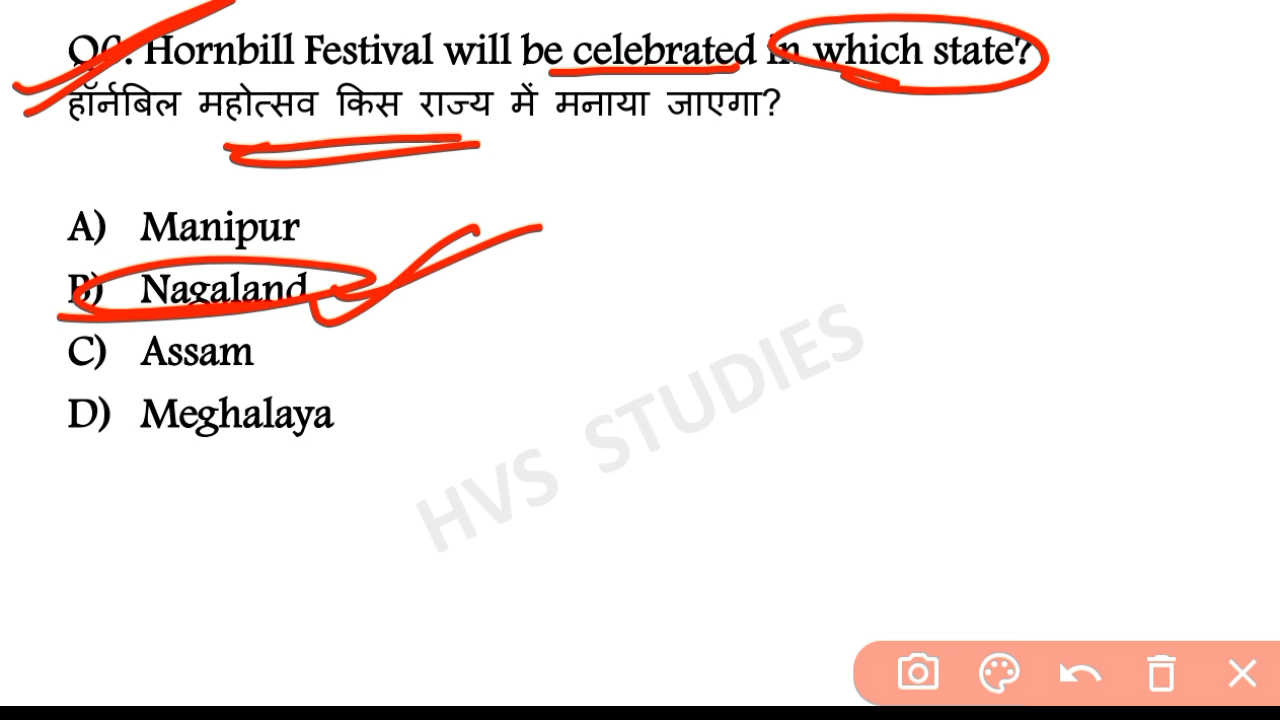 Q6. Hornbill Festival will be celebrated in which state?
हॉर्नबिल महोत्सव किस राज्य में मनाया जाएगा?
A) Manipur
B) Nagaland
C) Assam
D) Meghalaya
HVS STUDIES